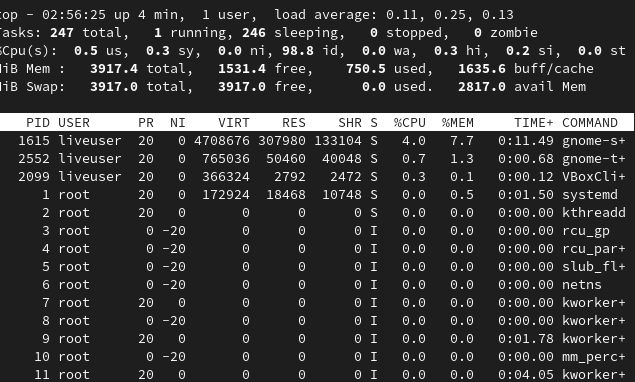 op - 02:56:25 up 4 min,  1 user,  load average: 0.11, 0.25, 0.13
asks: 247 total,   1 running, 246 sleeping,   0 stopped,   0 zombie
Cpu(s):  0.5 us,  0.3 sy,  0.0 ni, 98.8 id,  0.0 wa,  0.3 hi,  0.2 si,  0.0 st
iB Mem :   3917.4 total,   1531.4 free,    750.5 used,   1635.6 buff/cache
iB Swap:   3917.0 total,   3917.0 free,      0.0 used.   2817.0 avail Mem
PID USER      PR  NI    VIRT    RES    SHR S  %CPU  %MEM     TIME+ COMMAND
1615 liveuser  20   0 4708676 307980 133104 S   4.0   7.7   0:11.49 gnome-s+
2552 liveuser  20   0  765036  50460  40048 S   0.7   1.3   0:00.68 gnome-t+
2099 liveuser  20   0  366324   2792   2472 S   0.3   0.1   0:00.12 VBoxCli+
1 root      20   0  172924  18468  10748 S   0.0   0.5   0:01.50 systemd
2 root      20   0       0      0      0 S   0.0   0.0   0:00.00 kthreadd
3 root       0 -20       0      0      0 I   0.0   0.0   0:00.00 rcu_gp
4 root       0 -20       0      0      0 I   0.0   0.0   0:00.00 rcu_par+
5 root       0 -20       0      0      0 I   0.0   0.0   0:00.00 slub_fl+
6 root       0 -20       0      0      0 I   0.0   0.0   0:00.00 netns
7 root      20   0       0      0      0 I   0.0   0.0   0:00.00 kworker+
8 root       0 -20       0      0      0 I   0.0   0.0   0:00.00 kworker+
9 root      20   0       0      0      0 I   0.0   0.0   0:01.78 kworker+
10 root       0 -20       0      0      0 I   0.0   0.0   0:00.00 mm_perc+
11 root      20   0       0      0      0 I   0.0   0.0   0:04.05 kworker+